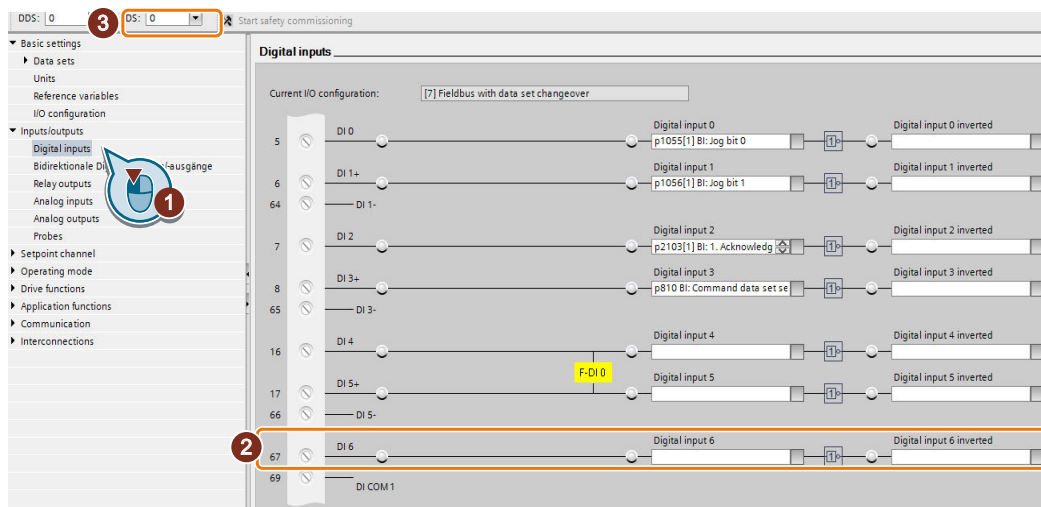 DDS: 0 3 DS: 0 Start safety commissioning
Basic settings
Data sets
Units
Reference variables
I/O configuration
Inputs/outputs
Digital inputs
Bidirektionale Di /-ausgänge
Relay outputs
Analog inputs
Analog outputs
Probes
Setpoint channel
Operating mode
Drive functions
Application functions
Communication
Interconnections
1
Digital inputs
Current I/O configuration: [7] Fieldbus with data set changeover
Digital input 0 Digital input 0 inverted
5 DI 0 p1055[1] BI: Jog bit 0 1
Digital input 1 Digital input 1 inverted
6 DI 1+ p1056[1] BI: Jog bit 1 1
64 DI 1-
Digital input 2 Digital input 2 inverted
7 DI 2 p2103[1] BI: 1. Acknowledg 1
Digital input 3 Digital input 3 inverted
8 DI 3+ p810 BI: Command data set se 1
65 DI 3-
Digital input 4 Digital input 4 inverted
16 DI 4 1
F-DI 0
Digital input 5 Digital input 5 inverted
17 DI 5+ 1
66 DI 5-
2
Digital input 6 Digital input 6 inverted
67 DI 6 1
69 DI COM 1